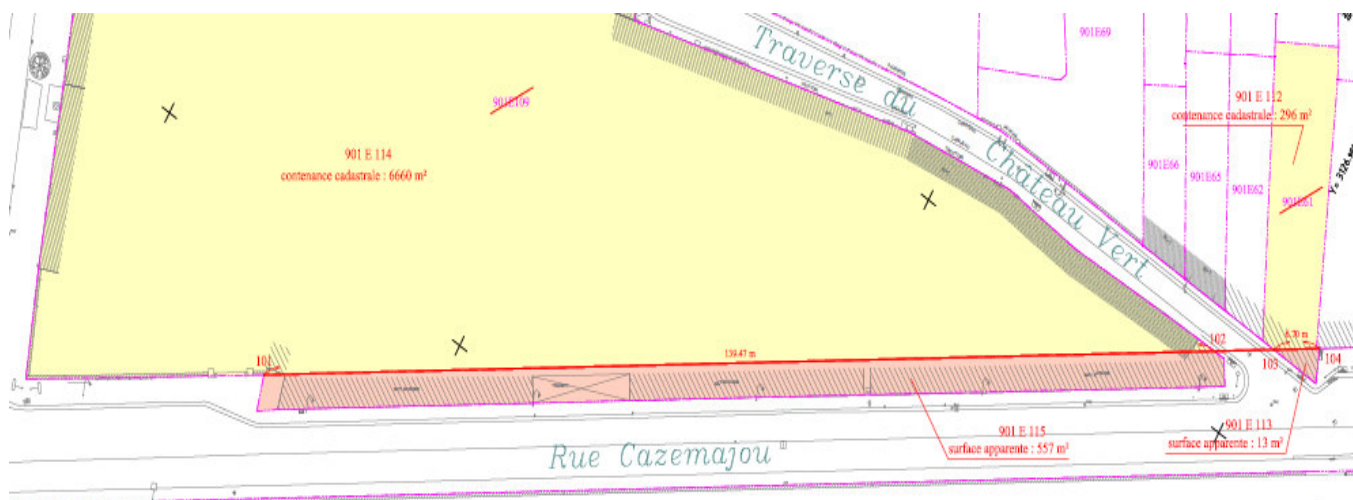 Traverse du
Château Vert
901E69
901E109
901 E 112
contenance cadastrale : 296 m²
901 E 114
contenance cadastrale : 6660 m²
901E66
901E65
901E62
901E61
101
139.47 m
102
6.70 m
103
104
901 E 115
surface apparente : 557 m²
901 E 113
surface apparente : 13 m²
Rue Cazemajou